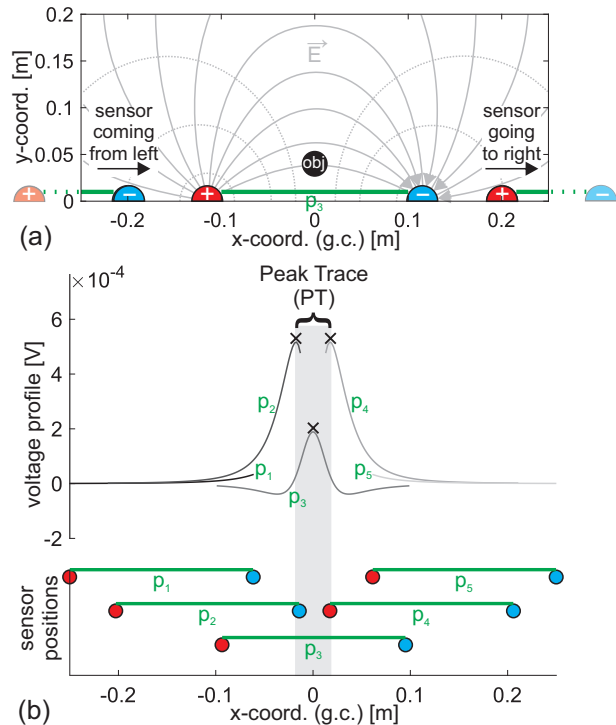 0.2
0.15
0.1
0.05
0
y-coord. [m]
E
sensor
coming
from left
sensor
going
to right
obj
+
−
+
−
+
−
p3
-0.2
-0.1
0
0.1
0.2
x-coord. (g.c.) [m]
(a)
×10⁻⁴
Peak Trace
(PT)
6
4
2
0
-2
voltage profile [V]
p2
p4
p1
p5
p3
sensor
positions
p1
p5
p2
p4
p3
-0.2
-0.1
0
0.1
0.2
x-coord. (g.c.) [m]
(b)